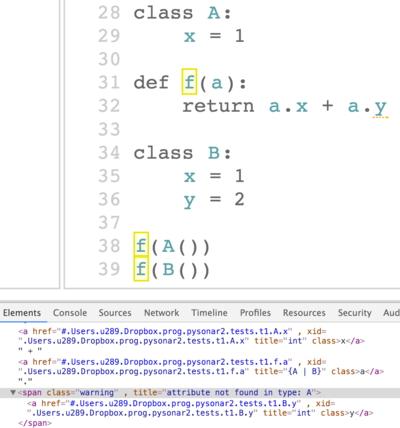 28 class A:
29     x = 1
30
31 def f(a):
32     return a.x + a.y
33
34 class B:
35     x = 1
36     y = 2
37
38 f(A())
39 f(B())
Elements Console Sources Network Timeline Profiles Resources Security Aud
<a href="#.Users.u289.Dropbox.prog.pysonar2.tests.t1.A.x" , xid=
".Users.u289.Dropbox.prog.pysonar2.tests.t1.A.x" title="int" class>x</a>
" + "
<a href="#.Users.u289.Dropbox.prog.pysonar2.tests.t1.f.a" , xid=
".Users.u289.Dropbox.prog.pysonar2.tests.t1.f.a" title="{A | B}" class>a</a>
"."
▼<span class="warning" , title="attribute not found in type: A">
<a href="#.Users.u289.Dropbox.prog.pysonar2.tests.t1.B.y" , xid=
".Users.u289.Dropbox.prog.pysonar2.tests.t1.B.y" title="int" class>y</a>
</span>